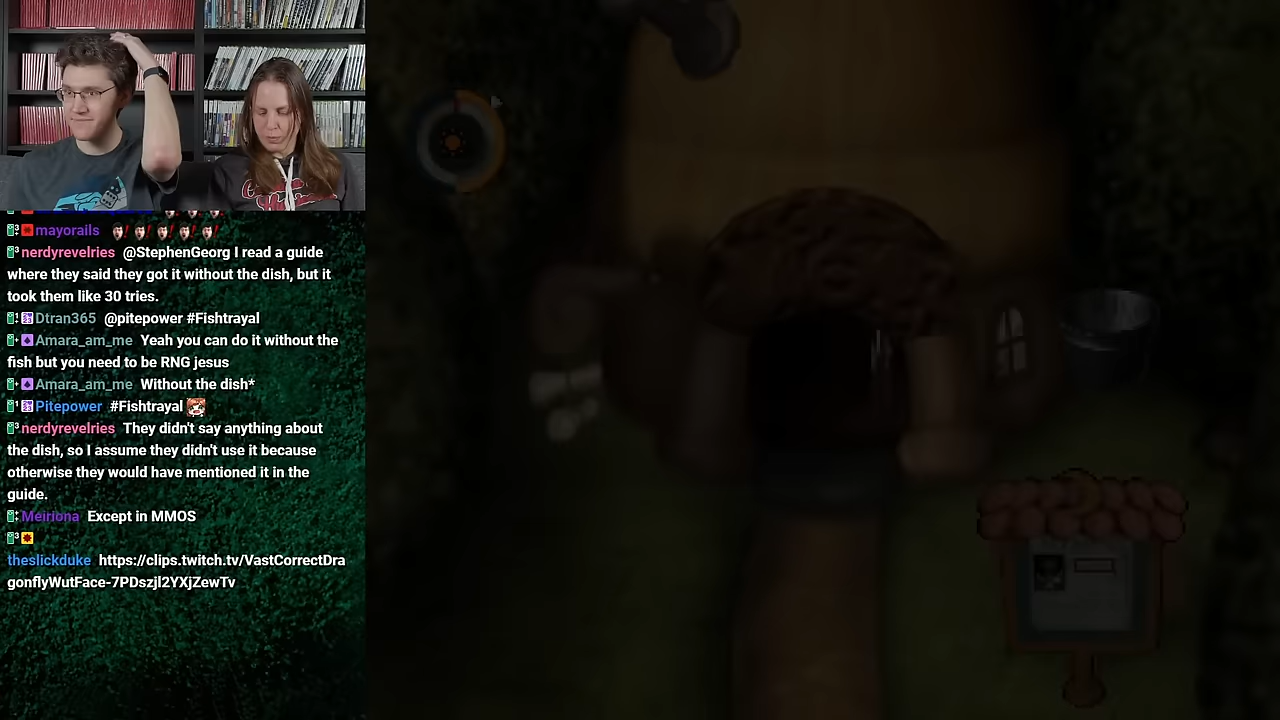 mayorails
nerdyrevelries @StephenGeorg I read a guide
where they said they got it without the dish, but it
took them like 30 tries.
Dtran365 @pitepower #Fishtrayal
Amara_am_me Yeah you can do it without the
fish but you need to be RNG jesus
Amara_am_me Without the dish*
Pitepower #Fishtrayal
nerdyrevelries They didn't say anything about
the dish, so I assume they didn't use it because
otherwise they would have mentioned it in the
guide.
Meiriona Except in MMOS
theslickduke https://clips.twitch.tv/VastCorrectDra
gonflyWutFace-7PDszjl2YXjZewTv